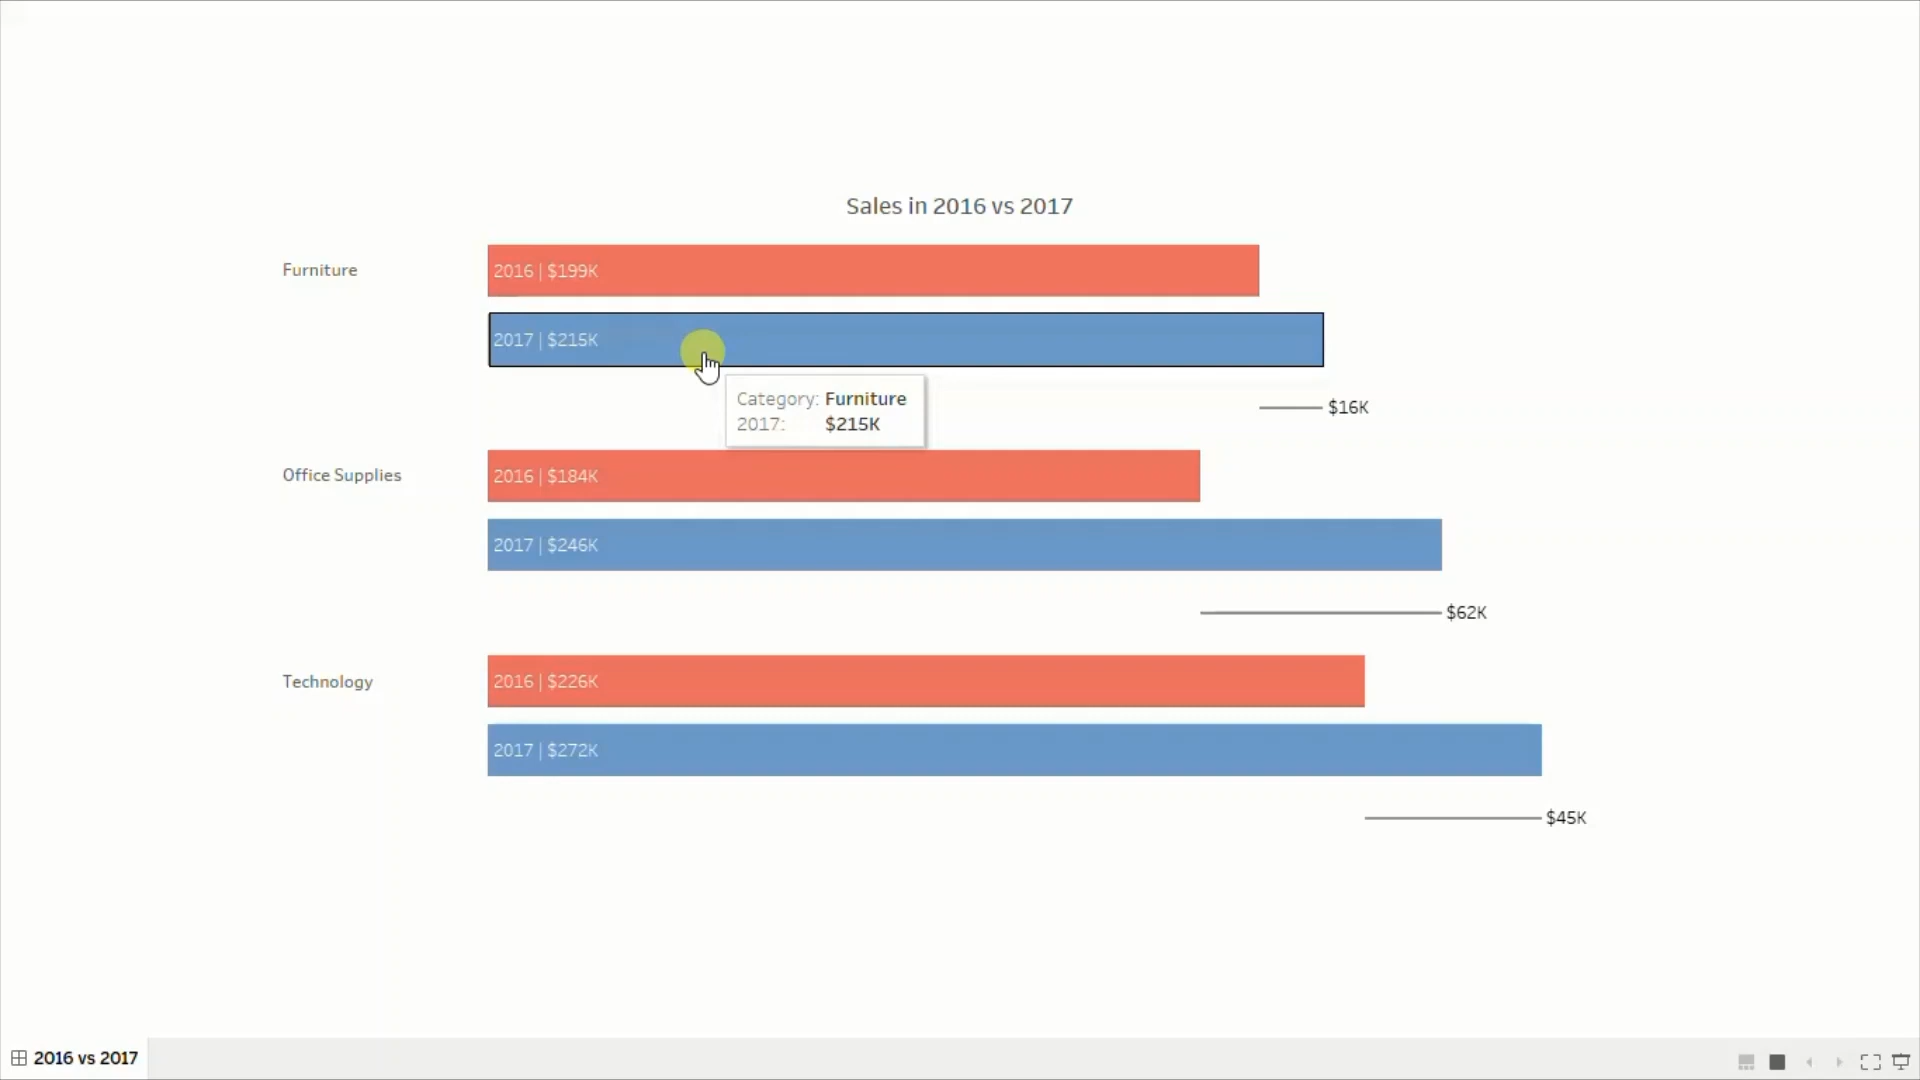 Sales in 2016 vs 2017
Furniture
2016 | $199K
2017 | $215K
Category: Furniture
2017: $215K
$16K
Office Supplies
2016 | $184K
2017 | $246K
$62K
Technology
2016 | $226K
2017 | $272K
$45K
2016 vs 2017